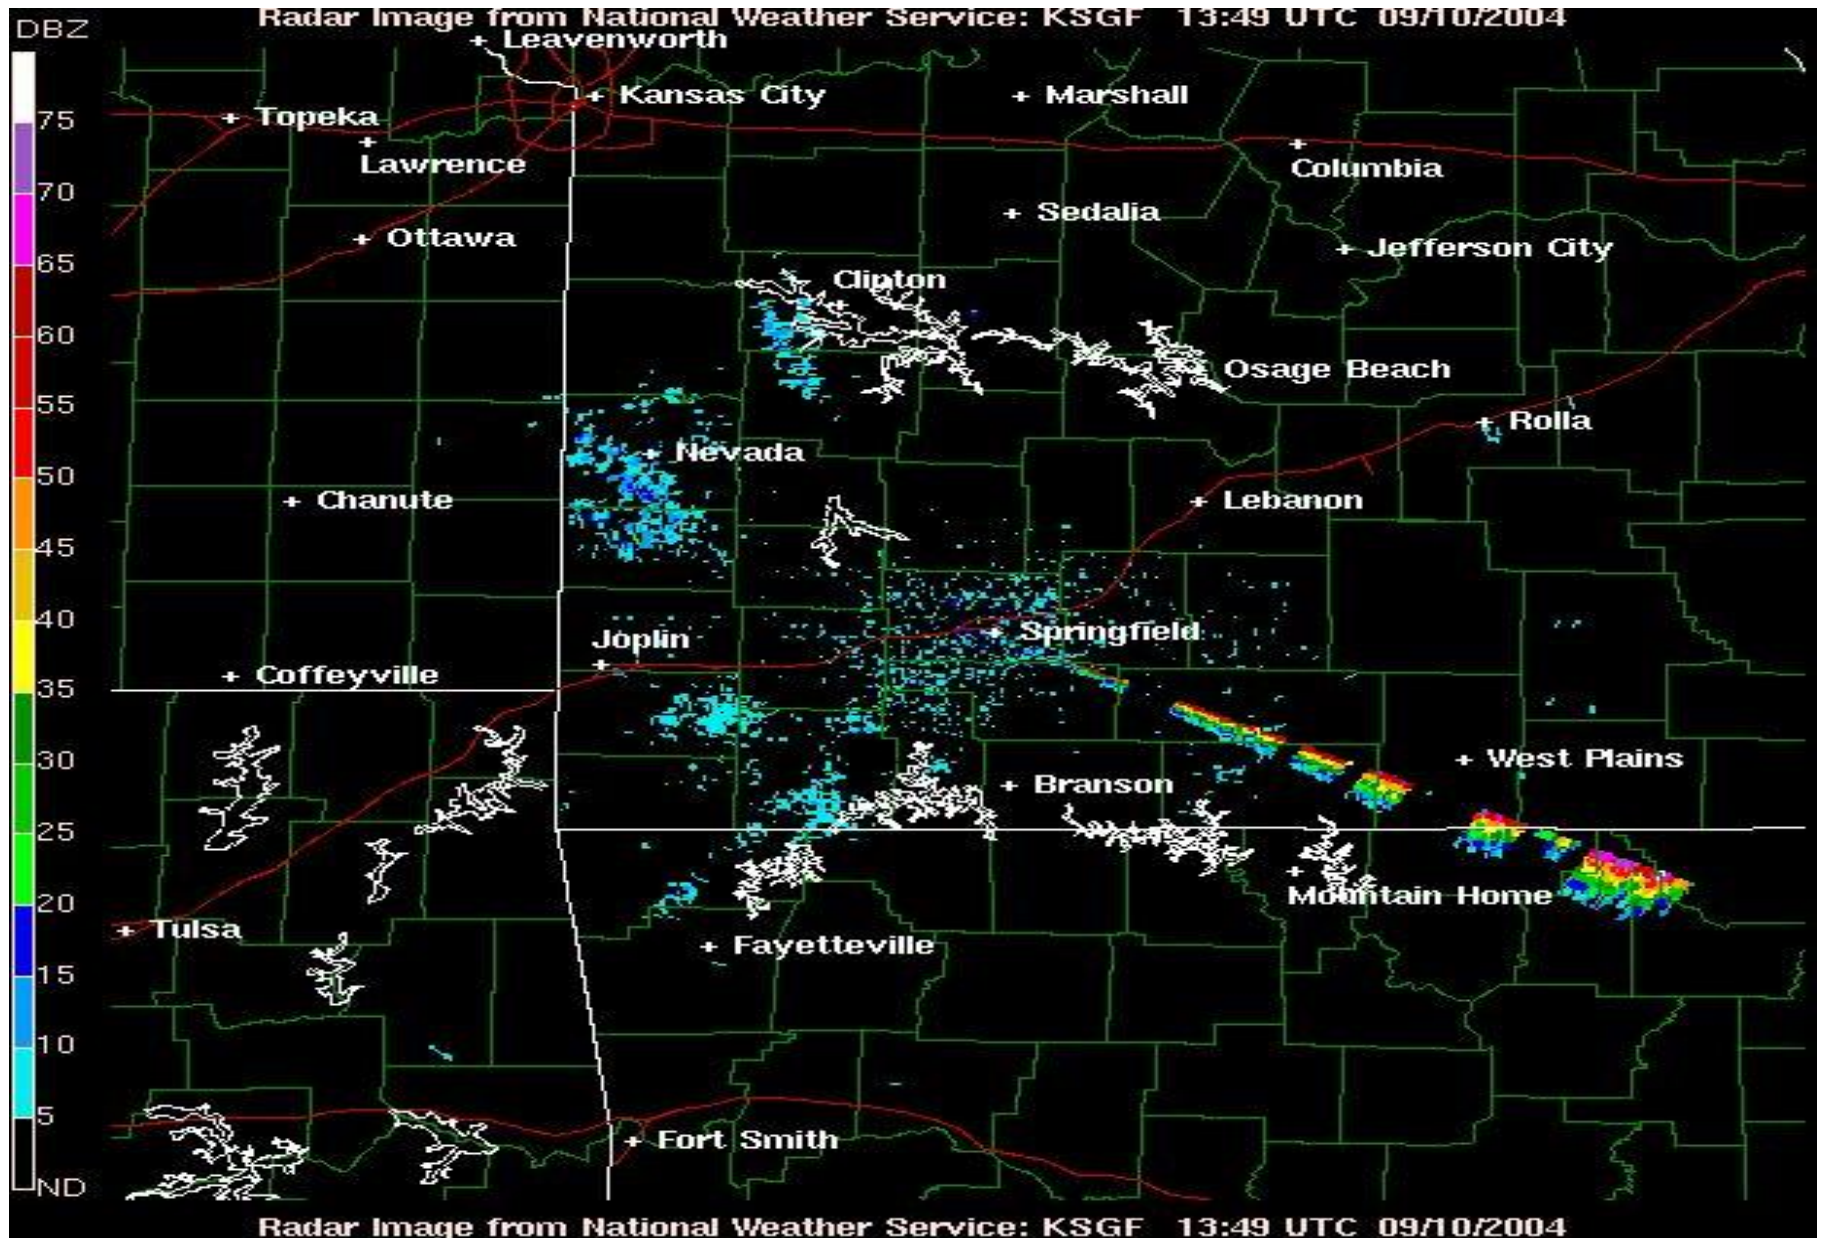 Radar Image from National Weather Service: KSGF 13:49 UTC 09/10/2004
DBZ
Leavenworth
Kansas City
Marshall
75
Topeka
Lawrence
Columbia
70
Sedalia
Ottawa
Jefferson City
65
Clinton
60
Osage Beach
55
Rolla
Nevada
50
Chanute
Lebanon
45
40
Joplin
Springfield
Coffeyville
35
30
West Plains
Branson
25
Mountain Home
20
Tulsa
Fayetteville
15
10
5
Fort Smith
ND
Radar Image from National Weather Service: KSGF 13:49 UTC 09/10/2004